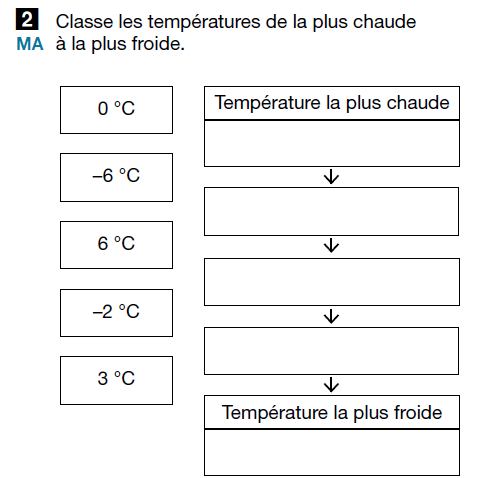 2 Classe les températures de la plus chaude
MA à la plus froide.
0 °C
–6 °C
6 °C
–2 °C
3 °C
Température la plus chaude
↓
↓
↓
↓
Température la plus froide